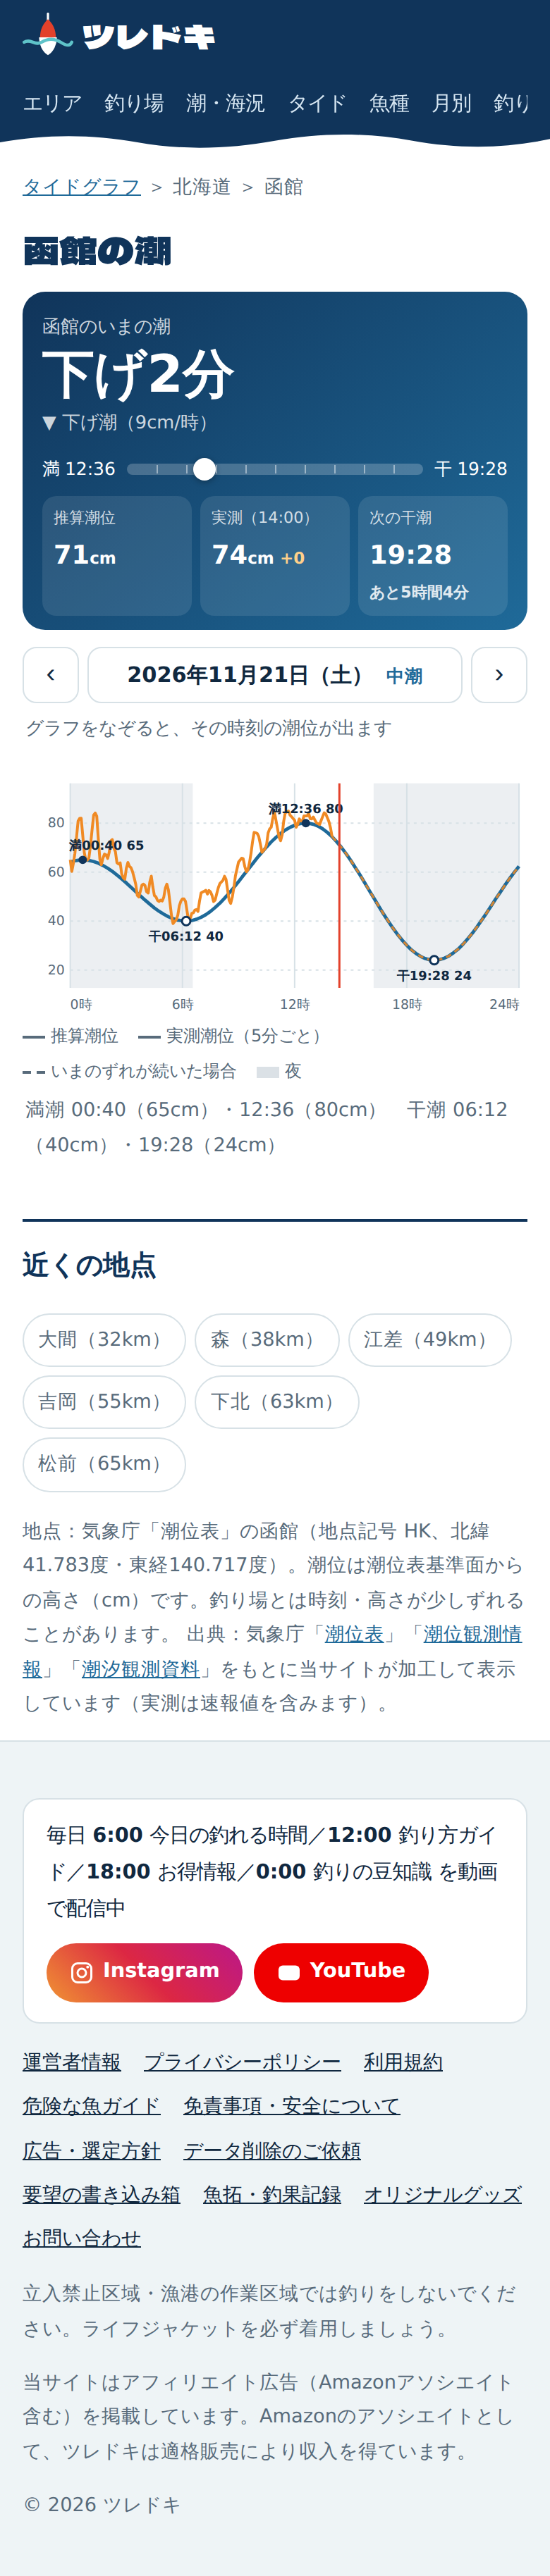 ツレドキ
エリア 釣り場 潮・海況 タイド 魚種 月別 釣り
タイドグラフ > 北海道 > 函館
函館の潮
函館のいまの潮
下げ2分
▼ 下げ潮（9cm/時）
満 12:36 干 19:28
推算潮位
71cm
実測（14:00）
74cm +0
次の干潮
19:28
あと5時間4分
‹ 2026年11月21日（土） 中潮 ›
グラフをなぞると、その時刻の潮位が出ます
80
60
40
20
満00:40 65
干06:12 40
満12:36 80
干19:28 24
0時 6時 12時 18時 24時
推算潮位 実測潮位（5分ごと）
いまのずれが続いた場合 夜
満潮 00:40（65cm）・12:36（80cm） 干潮 06:12
（40cm）・19:28（24cm）
近くの地点
大間（32km） 森（38km） 江差（49km）
吉岡（55km） 下北（63km）
松前（65km）
地点：気象庁「潮位表」の函館（地点記号 HK、北緯
41.783度・東経140.717度）。潮位は潮位表基準面から
の高さ（cm）です。釣り場とは時刻・高さが少しずれる
ことがあります。 出典：気象庁「潮位表」「潮位観測情
報」「潮汐観測資料」をもとに当サイトが加工して表示
しています（実測は速報値を含みます）。
毎日 6:00 今日の釣れる時間／12:00 釣り方ガイ
ド／18:00 お得情報／0:00 釣りの豆知識 を動画
で配信中
Instagram YouTube
運営者情報 プライバシーポリシー 利用規約
危険な魚ガイド 免責事項・安全について
広告・選定方針 データ削除のご依頼
要望の書き込み箱 魚拓・釣果記録 オリジナルグッズ
お問い合わせ
立入禁止区域・漁港の作業区域では釣りをしないでくだ
さい。ライフジャケットを必ず着用しましょう。
当サイトはアフィリエイト広告（Amazonアソシエイト
含む）を掲載しています。Amazonのアソシエイトとし
て、ツレドキは適格販売により収入を得ています。
© 2026 ツレドキ